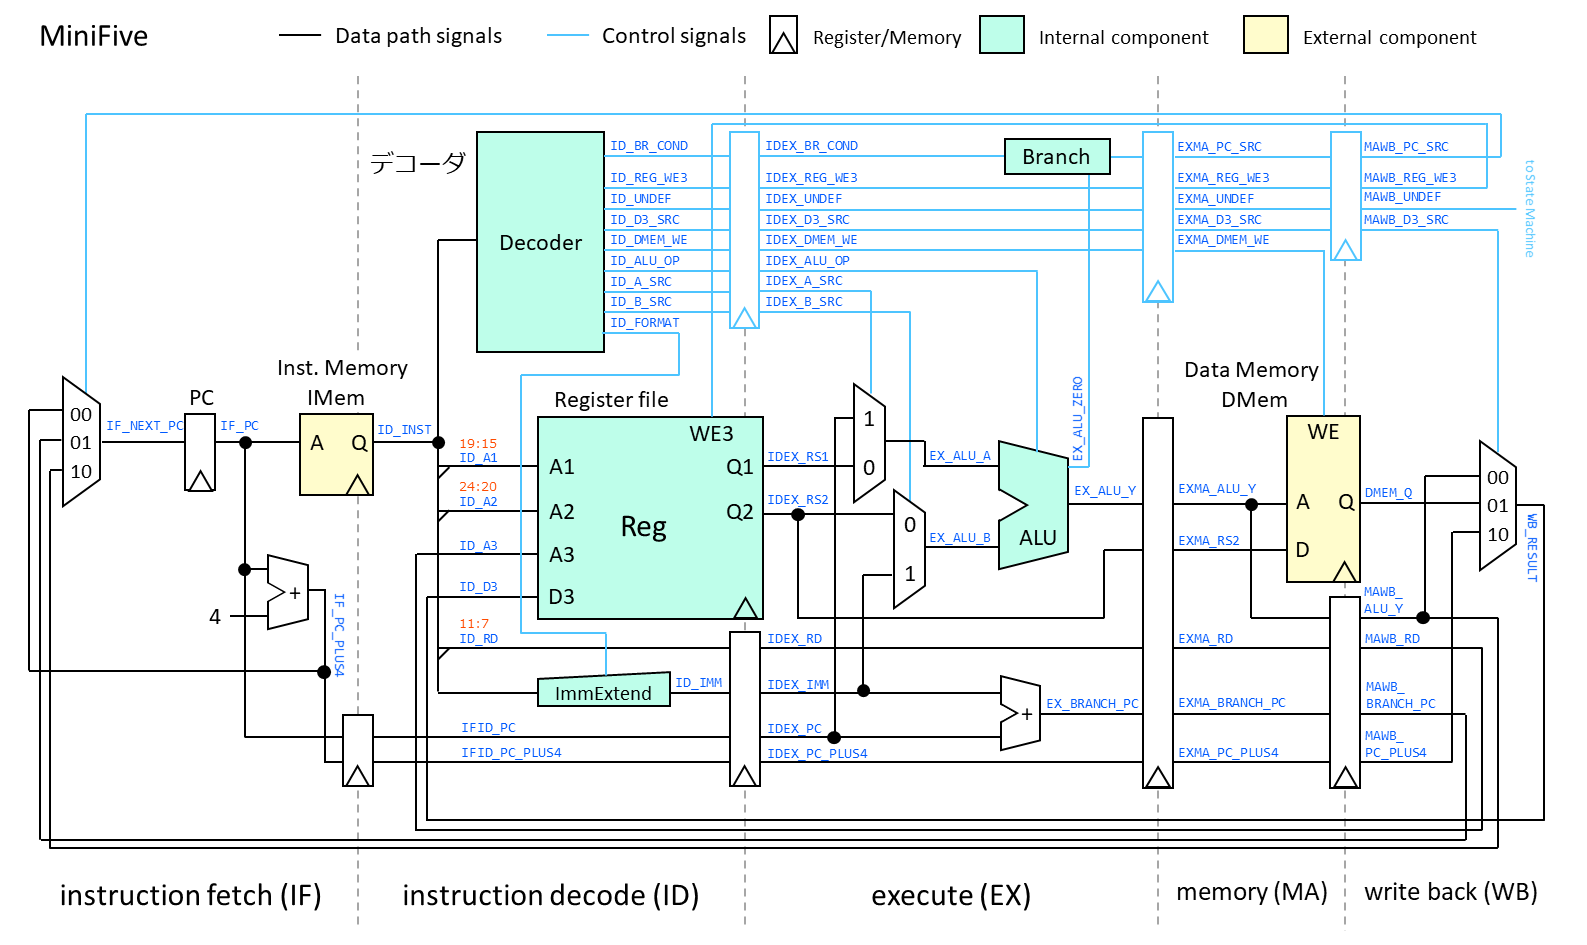 MiniFive
Data path signals
Control signals
Register/Memory
Internal component
External component
デコーダ
Decoder
ID_BR_COND
ID_REG_WE3
ID_UNDEF
ID_D3_SRC
ID_DMEM_WE
ID_ALU_OP
ID_A_SRC
ID_B_SRC
ID_FORMAT
IDEX_BR_COND
IDEX_REG_WE3
IDEX_UNDEF
IDEX_D3_SRC
IDEX_DMEM_WE
IDEX_ALU_OP
IDEX_A_SRC
IDEX_B_SRC
Branch
EXMA_PC_SRC
EXMA_REG_WE3
EXMA_UNDEF
EXMA_D3_SRC
EXMA_DMEM_WE
MAWB_PC_SRC
MAWB_REG_WE3
MAWB_UNDEF
MAWB_D3_SRC
toStateMachine
00
01
10
IF_NEXT_PC
PC
IF_PC
Inst. Memory
IMem
A
Q
ID_INST
4
+
IF_PC_PLUS4
19:15
ID_A1
24:20
ID_A2
ID_A3
ID_D3
11:7
ID_RD
Register file
WE3
A1
Q1
A2
Q2
Reg
A3
D3
ImmExtend
ID_IMM
IFID_PC
IFID_PC_PLUS4
IDEX_RS1
IDEX_RS2
IDEX_RD
IDEX_IMM
IDEX_PC
IDEX_PC_PLUS4
1
0
0
1
EX_ALU_A
EX_ALU_B
ALU
EX_ALU_ZERO
EX_ALU_Y
+
EX_BRANCH_PC
EXMA_ALU_Y
EXMA_RS2
EXMA_RD
EXMA_BRANCH_PC
EXMA_PC_PLUS4
Data Memory
DMem
WE
A
Q
D
DMEM_Q
MAWB_
ALU_Y
MAWB_RD
MAWB_
BRANCH_PC
MAWB_
PC_PLUS4
00
01
10
WB_RESULT
instruction fetch (IF)
instruction decode (ID)
execute (EX)
memory (MA)
write back (WB)